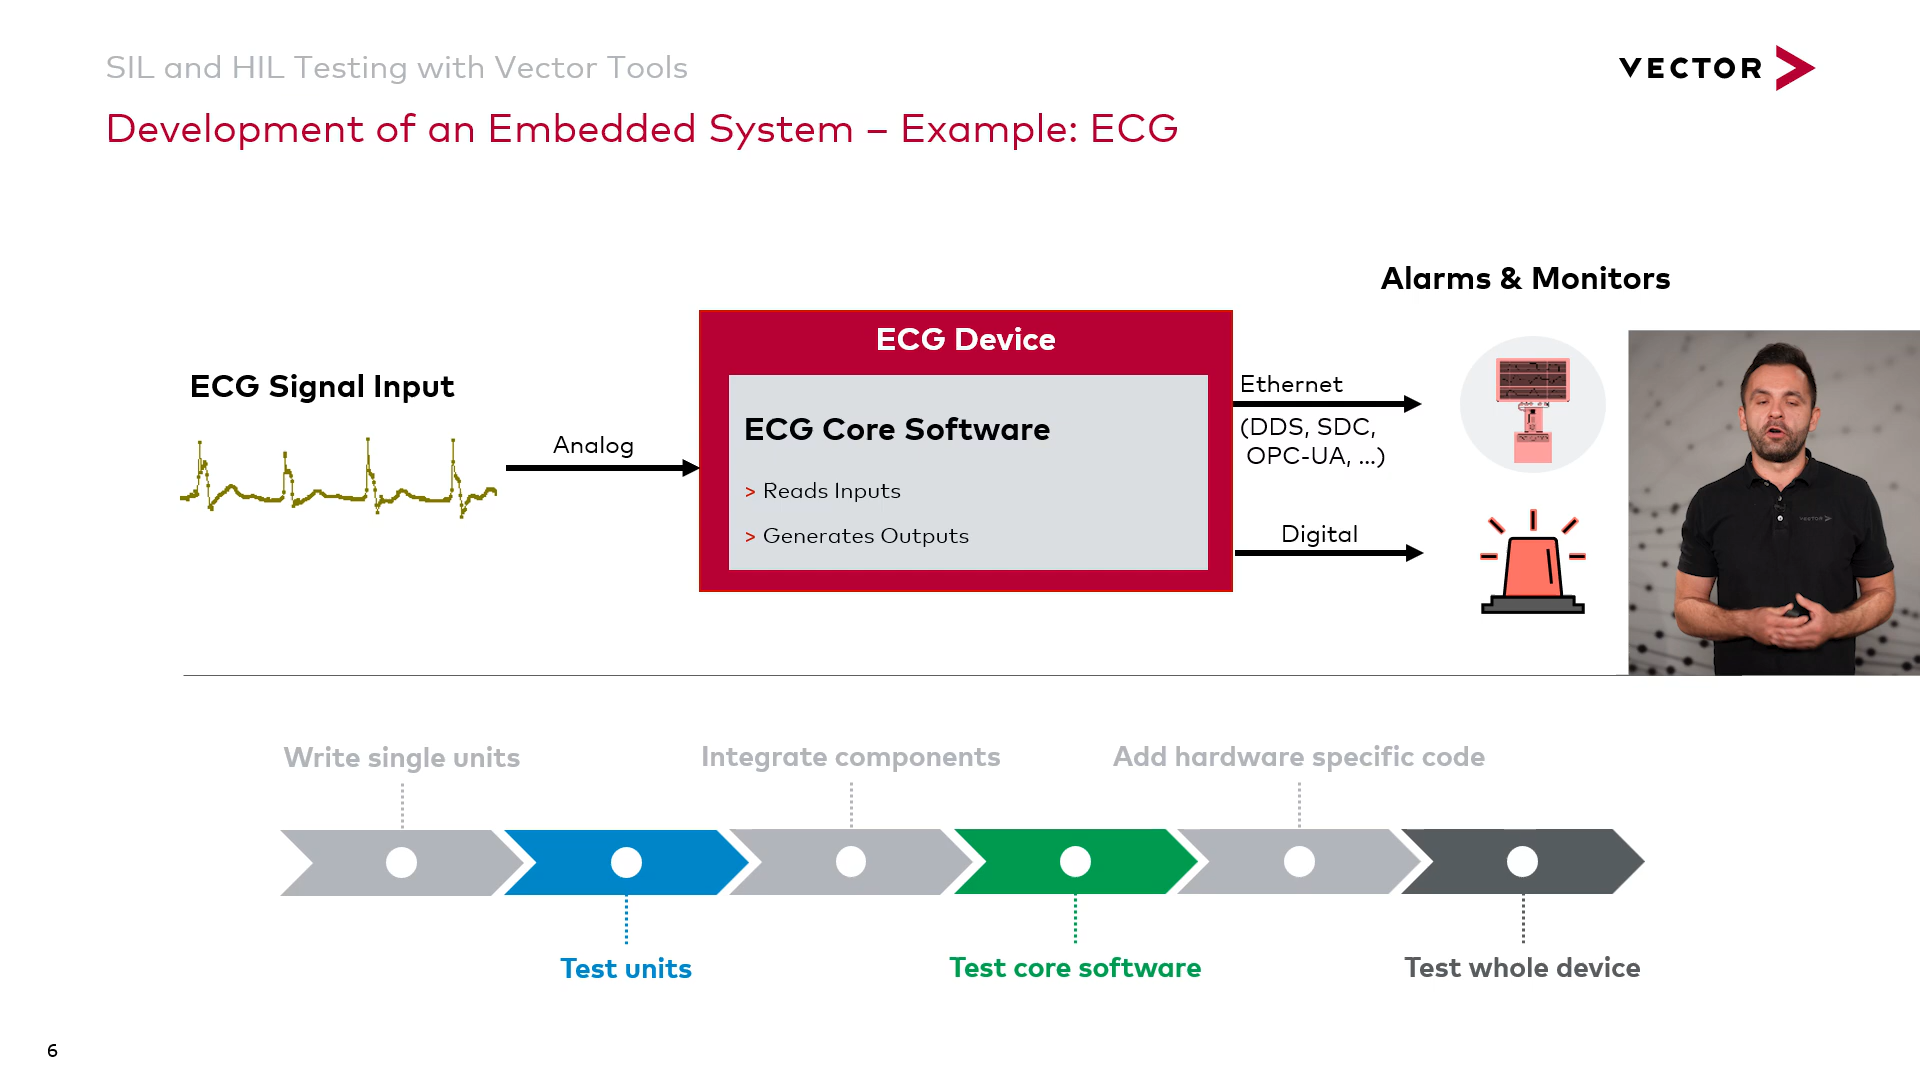 SIL and HIL Testing with Vector Tools
VECTOR
Development of an Embedded System – Example: ECG
Alarms & Monitors
ECG Device
ECG Signal Input
Ethernet
ECG Core Software
(DDS, SDC,
OPC-UA, ...)
Analog
> Reads Inputs
> Generates Outputs
Digital
VECTOR
Write single units
Integrate components
Add hardware specific code
Test units
Test core software
Test whole device
6